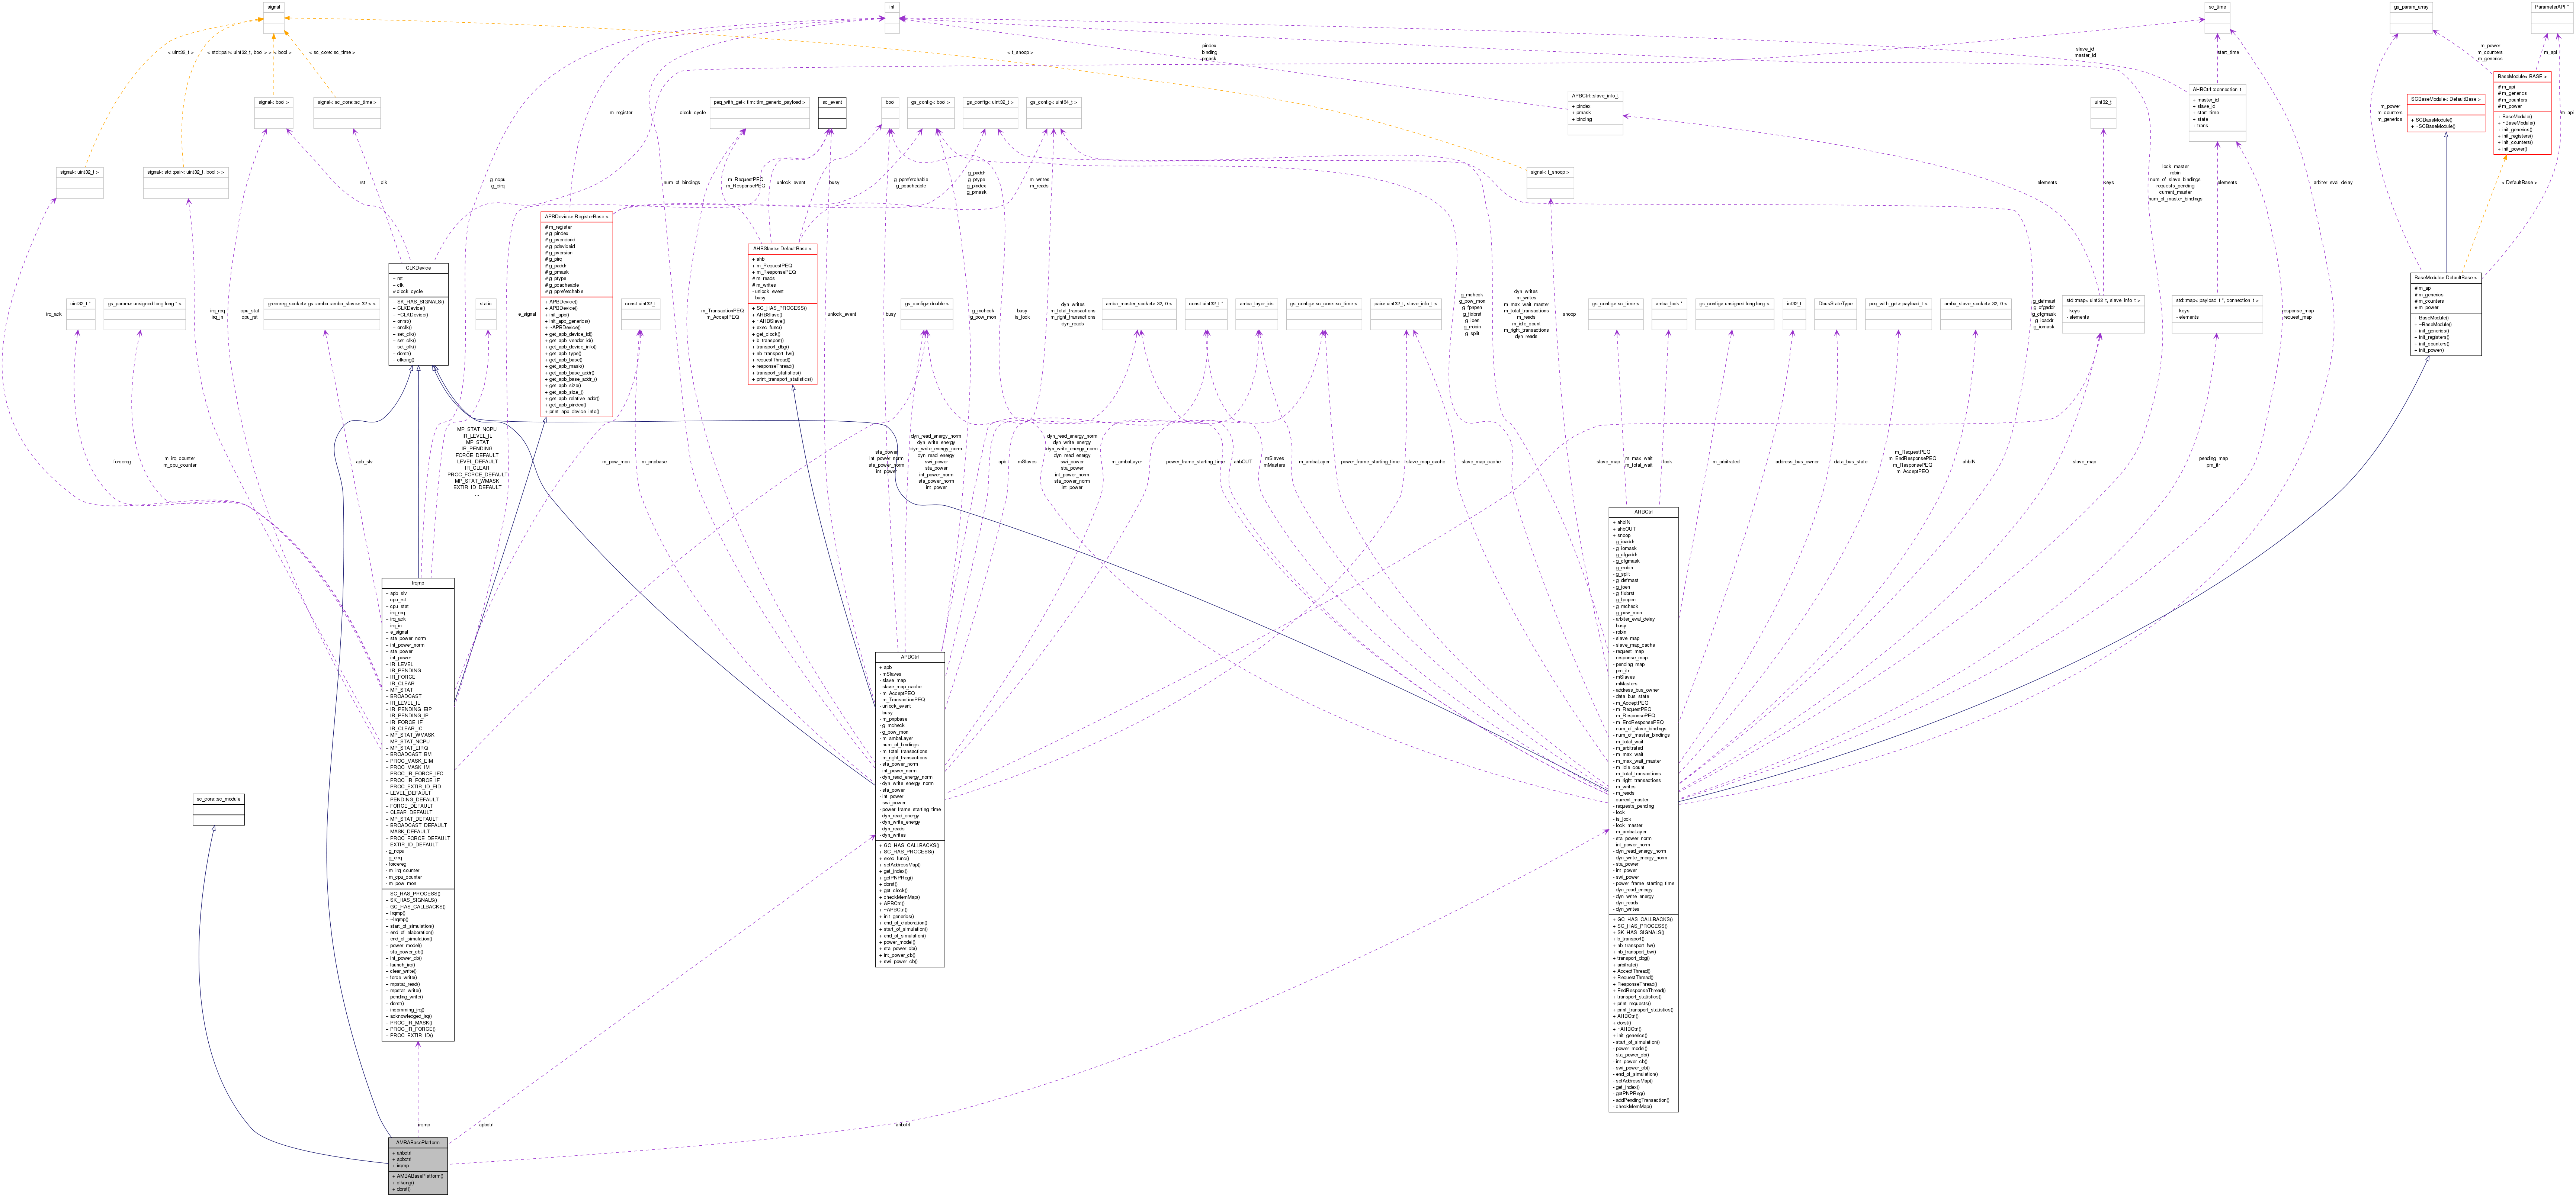 signal
int
sc_time
gs_param_array
ParameterAPI *
< uint32_t >
< std::pair< uint32_t, bool > >
< bool >
< sc_core::sc_time >
< t_snoop >
pindex
binding
pmask
slave_id
master_id
start_time
m_power
m_counters
m_generics
m_api
BaseModule< BASE >
# m_api
# m_generics
# m_counters
# m_power
+ BaseModule()
+ ~BaseModule()
+ init_generics()
+ init_registers()
+ init_counters()
+ init_power()
signal< bool >
signal< sc_core::sc_time >
m_register
clock_cycle
peq_with_get< tlm::tlm_generic_payload >
sc_event
bool
gs_config< bool >
gs_config< uint32_t >
gs_config< uint64_t >
APBCtrl::slave_info_t
+ pindex
+ pmask
+ binding
uint32_t
AHBCtrl::connection_t
+ master_id
+ slave_id
+ start_time
+ state
+ trans
SCBaseModule< DefaultBase >
+ SCBaseModule()
+ ~SCBaseModule()
m_power
m_counters
m_generics
m_api
signal< uint32_t >
signal< std::pair< uint32_t, bool > >
rst
clk
g_ncpu
g_eirq
num_of_bindings
m_RequestPEQ
m_ResponsePEQ
unlock_event
busy
g_pprefetchable
g_pcacheable
g_paddr
g_ptype
g_pindex
g_pmask
m_writes
m_reads
signal< t_snoop >
elements
keys
elements
lock_master
robin
num_of_slave_bindings
requests_pending
current_master
num_of_master_bindings
arbiter_eval_delay
< DefaultBase >
APBDevice< RegisterBase >
# m_register
# g_pindex
# g_pvendorid
# g_pdeviceid
# g_pversion
# g_pirq
# g_paddr
# g_pmask
# g_ptype
# g_pcacheable
# g_pprefetchable
+ APBDevice()
+ APBDevice()
+ init_apb()
+ init_apb_generics()
+ ~APBDevice()
+ get_apb_device_id()
+ get_apb_vendor_id()
+ get_apb_device_info()
+ get_apb_type()
+ get_apb_base()
+ get_apb_mask()
+ get_apb_base_addr()
+ get_apb_base_addr_()
+ get_apb_size()
+ get_apb_size_()
+ get_apb_relative_addr()
+ get_apb_pindex()
+ print_apb_device_info()
AHBSlave< DefaultBase >
+ ahb
+ m_RequestPEQ
+ m_ResponsePEQ
# m_reads
# m_writes
- unlock_event
- busy
+ SC_HAS_PROCESS()
+ AHBSlave()
+ ~AHBSlave()
+ exec_func()
+ get_clock()
+ b_transport()
+ transport_dbg()
+ nb_transport_fw()
+ requestThread()
+ responseThread()
+ transport_statistics()
+ print_transport_statistics()
CLKDevice
+ rst
+ clk
# clock_cycle
+ SK_HAS_SIGNALS()
+ CLKDevice()
+ ~CLKDevice()
+ onrst()
+ onclk()
+ set_clk()
+ set_clk()
+ set_clk()
+ dorst()
+ clkcng()
BaseModule< DefaultBase >
# m_api
# m_generics
# m_counters
# m_power
+ BaseModule()
+ ~BaseModule()
+ init_generics()
+ init_registers()
+ init_counters()
+ init_power()
irq_ack
uint32_t *
gs_param< unsigned long long * >
irq_req
irq_in
cpu_stat
cpu_rst
greenreg_socket< gs::amba::amba_slave< 32 > >
static
e_signal
const uint32_t
m_TransactionPEQ
m_AcceptPEQ
unlock_event
busy
gs_config< double >
g_mcheck
g_pow_mon
busy
is_lock
dyn_writes
m_total_transactions
m_right_transactions
dyn_reads
amba_master_socket< 32, 0 >
const uint32_t *
amba_layer_ids
gs_config< sc_core::sc_time >
pair< uint32_t, slave_info_t >
g_mcheck
g_pow_mon
g_fpnpen
g_fixbrst
g_ioen
g_mobin
g_split
dyn_writes
m_writes
m_max_wait_master
m_total_transactions
m_reads
m_idle_count
m_right_transactions
dyn_reads
snoop
gs_config< sc_time >
amba_lock *
gs_config< unsigned long long >
int32_t
DbusStateType
peq_with_get< payload_t >
amba_slave_socket< 32, 0 >
g_defmast
g_cfgaddr
g_cfgmask
g_ioaddr
g_iomask
std::map< uint32_t, slave_info_t >
- keys
- elements
std::map< payload_t *, connection_t >
- keys
- elements
response_map
request_map
forcereg
m_irq_counter
m_cpu_counter
apb_slv
MP_STAT_NCPU
IR_LEVEL_IL
MP_STAT
IR_PENDING
FORCE_DEFAULT
LEVEL_DEFAULT
IR_CLEAR
PROC_FORCE_DEFAULT
MP_STAT_WMASK
EXTIR_ID_DEFAULT
m_pow_mon
m_pnpbase
sta_power
int_power_norm
sta_power_norm
int_power
dyn_read_energy_norm
dyn_write_energy
dyn_write_energy_norm
dyn_read_energy
swi_power
sta_power
int_power_norm
sta_power_norm
int_power
apb
mSlaves
dyn_read_energy_norm
dyn_write_energy
dyn_write_energy_norm
dyn_read_energy
swi_power
sta_power
int_power_norm
sta_power_norm
int_power
m_ambaLayer
power_frame_starting_time
ahbOUT
mSlaves
mMasters
m_ambaLayer
power_frame_starting_time
slave_map_cache
slave_map_cache
slave_map
m_max_wait
m_total_wait
lock
m_arbitrated
address_bus_owner
data_bus_state
m_RequestPEQ
m_EndResponsePEQ
m_ResponsePEQ
m_AcceptPEQ
ahbIN
slave_map
pending_map
pm_itr
Irqmp
+ apb_slv
+ cpu_rst
+ cpu_stat
+ irq_req
+ irq_ack
+ irq_in
+ e_signal
+ sta_power_norm
+ int_power_norm
+ sta_power
+ int_power
+ IR_LEVEL
+ IR_PENDING
+ IR_FORCE
+ IR_CLEAR
+ MP_STAT
+ BROADCAST
+ IR_LEVEL_IL
+ IR_PENDING_EIP
+ IR_PENDING_IP
+ IR_FORCE_IF
+ IR_CLEAR_IC
+ MP_STAT_WMASK
+ MP_STAT_NCPU
+ MP_STAT_EIRQ
+ BROADCAST_BM
+ PROC_MASK_EIM
+ PROC_MASK_IM
+ PROC_IR_FORCE_IFC
+ PROC_IR_FORCE_IF
+ PROC_EXTIR_ID_EID
+ LEVEL_DEFAULT
+ PENDING_DEFAULT
+ FORCE_DEFAULT
+ CLEAR_DEFAULT
+ MP_STAT_DEFAULT
+ BROADCAST_DEFAULT
+ MASK_DEFAULT
+ PROC_FORCE_DEFAULT
+ EXTIR_ID_DEFAULT
- g_ncpu
- g_eirq
- forcereg
- m_irq_counter
- m_cpu_counter
- m_pow_mon
+ SC_HAS_PROCESS()
+ SK_HAS_SIGNALS()
+ GC_HAS_CALLBACKS()
+ Irqmp()
+ ~Irqmp()
+ start_of_simulation()
+ end_of_elaboration()
+ end_of_simulation()
+ power_model()
+ sta_power_cb()
+ int_power_cb()
+ launch_irq()
+ clear_write()
+ force_write()
+ mpstat_read()
+ mpstat_write()
+ pending_write()
+ dorst()
+ incomming_irq()
+ acknowledged_irq()
+ PROC_IR_MASK()
+ PROC_IR_FORCE()
+ PROC_EXTIR_ID()
APBCtrl
+ apb
- mSlaves
- slave_map
- slave_map_cache
- m_AcceptPEQ
- m_TransactionPEQ
- unlock_event
- busy
- m_pnpbase
- g_mcheck
- g_pow_mon
- m_ambaLayer
- num_of_bindings
- m_total_transactions
- m_right_transactions
- sta_power_norm
- int_power_norm
- dyn_read_energy_norm
- dyn_write_energy_norm
- sta_power
- int_power
- swi_power
- power_frame_starting_time
- dyn_read_energy
- dyn_write_energy
- dyn_reads
- dyn_writes
+ GC_HAS_CALLBACKS()
+ SC_HAS_PROCESS()
+ exec_func()
+ setAddressMap()
+ get_index()
+ getPNPReg()
+ dorst()
+ get_clock()
+ checkMemMap()
+ APBCtrl()
+ ~APBCtrl()
+ init_generics()
+ end_of_elaboration()
+ start_of_simulation()
+ end_of_simulation()
+ power_model()
+ sta_power_cb()
+ int_power_cb()
+ swi_power_cb()
AHBCtrl
+ ahbIN
+ ahbOUT
+ snoop
- g_ioaddr
- g_iomask
- g_cfgaddr
- g_cfgmask
- g_mobin
- g_split
- g_defmast
- g_ioen
- g_fixbrst
- g_fpnpen
- g_mcheck
- g_pow_mon
- arbiter_eval_delay
- busy
- robin
- slave_map
- slave_map_cache
- request_map
- response_map
- pending_map
- pm_itr
- mSlaves
- mMasters
- address_bus_owner
- data_bus_state
- m_AcceptPEQ
- m_RequestPEQ
- m_ResponsePEQ
- m_EndResponsePEQ
- num_of_slave_bindings
- num_of_master_bindings
- m_total_wait
- m_arbitrated
- m_max_wait
- m_max_wait_master
- m_idle_count
- m_total_transactions
- m_right_transactions
- m_writes
- m_reads
- current_master
- requests_pending
- lock
- is_lock
- lock_master
- m_ambaLayer
- sta_power_norm
- int_power_norm
- dyn_read_energy_norm
- dyn_write_energy_norm
- sta_power
- int_power
- swi_power
- power_frame_starting_time
- dyn_read_energy
- dyn_write_energy
- dyn_reads
- dyn_writes
+ GC_HAS_CALLBACKS()
+ SC_HAS_PROCESS()
+ SK_HAS_SIGNALS()
+ b_transport()
+ nb_transport_fw()
+ nb_transport_bw()
+ transport_dbg()
+ arbitrate()
+ AcceptThread()
+ RequestThread()
+ ResponseThread()
+ EndResponseThread()
+ transport_statistics()
+ print_requests()
+ print_transport_statistics()
+ AHBCtrl()
+ dorst()
+ ~AHBCtrl()
+ init_generics()
- start_of_simulation()
- power_model()
- sta_power_cb()
- int_power_cb()
- swi_power_cb()
- end_of_simulation()
- setAddressMap()
- get_index()
- getPNPReg()
- addPendingTransaction()
- checkMemMap()
sc_core::sc_module
irqmp
apbctrl
ahbctrl
AMBABasePlatform
+ ahbctrl
+ apbctrl
+ irqmp
+ AMBABasePlatform()
+ clkcng()
+ dorst()